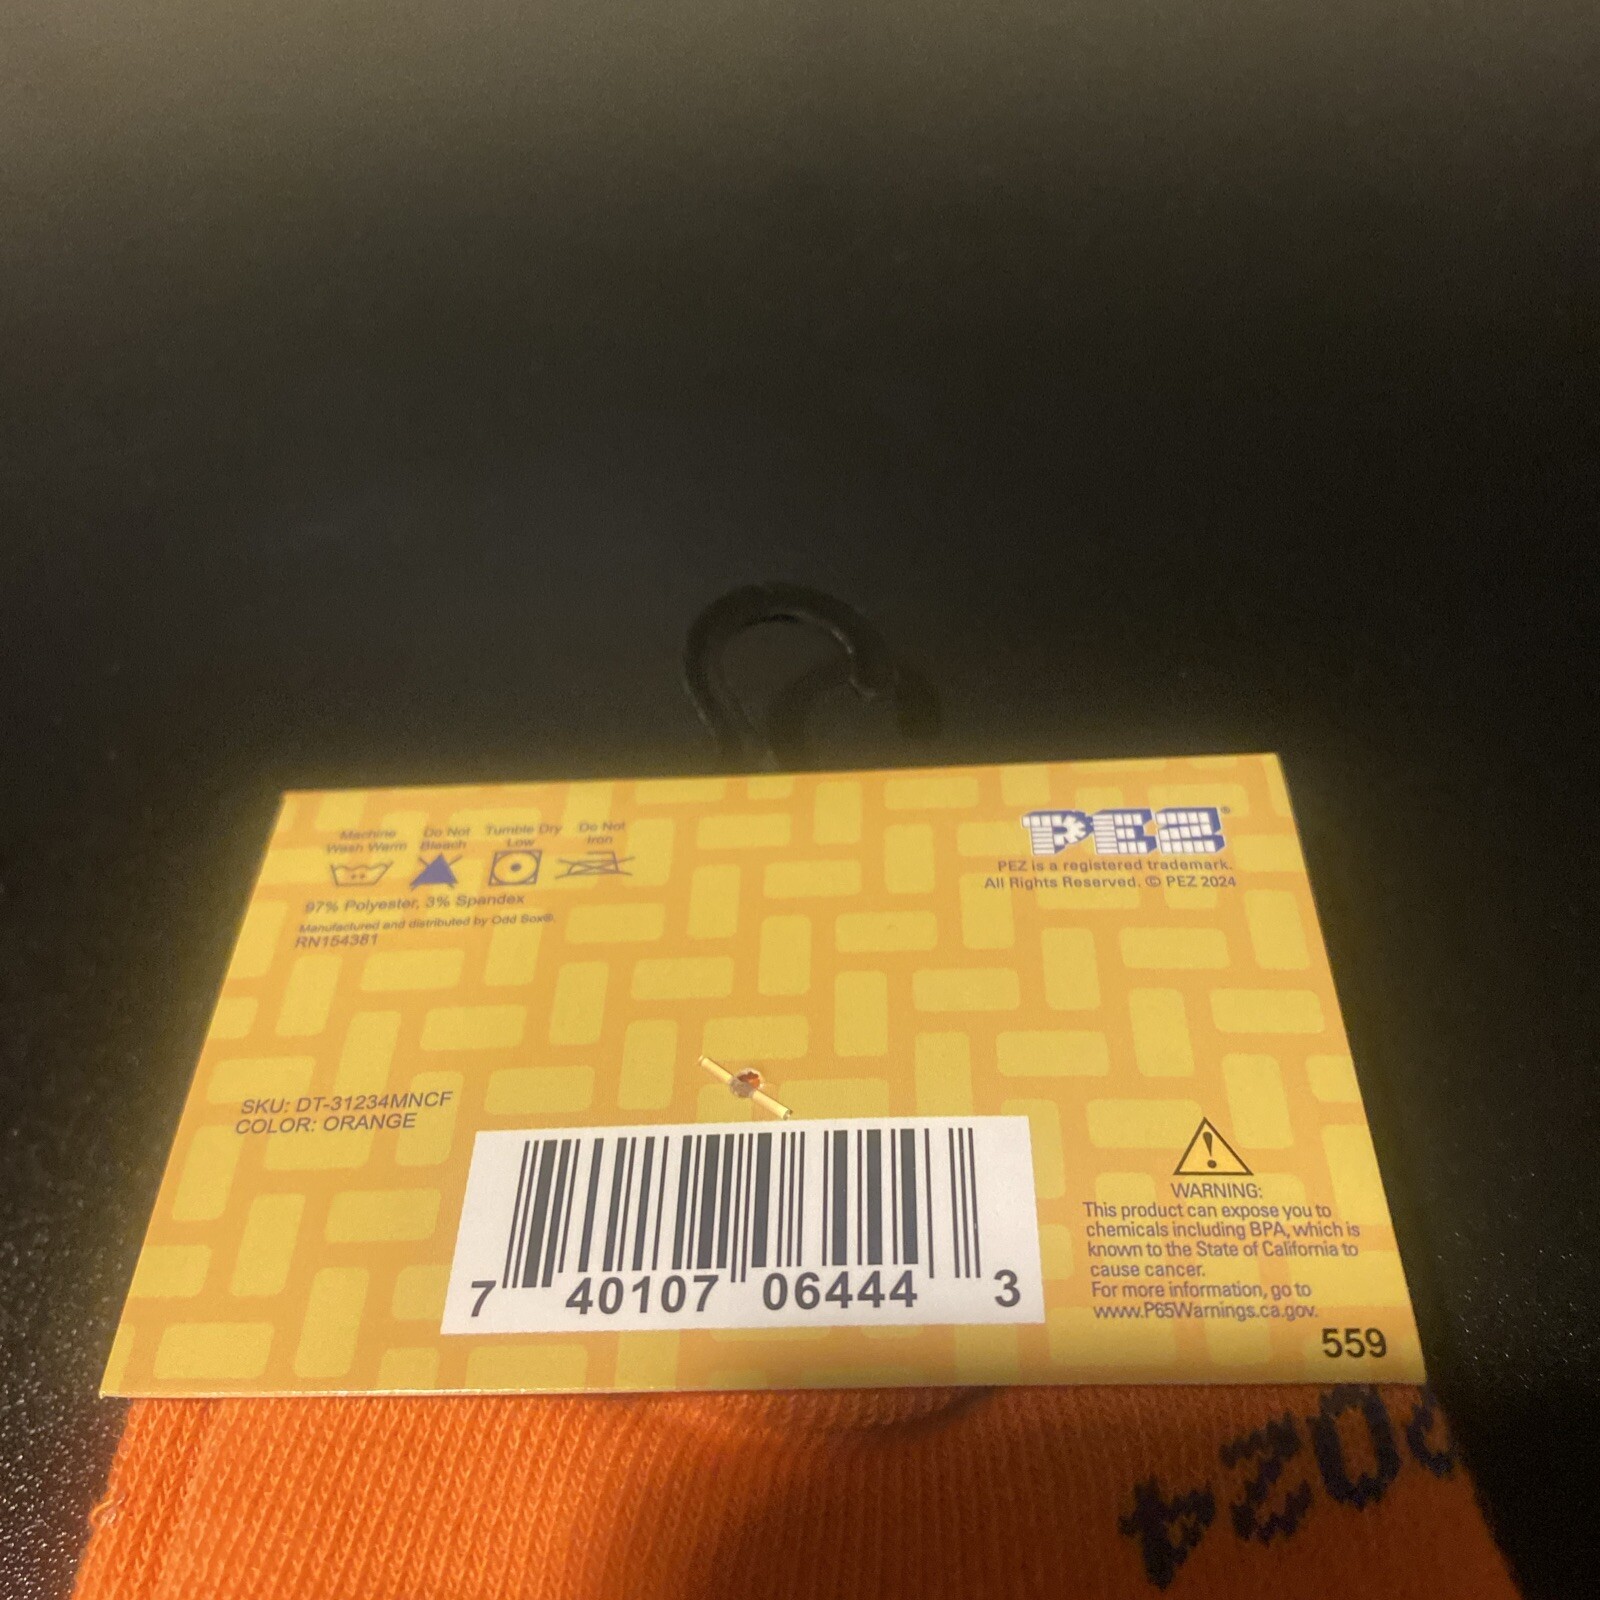 Machine Wash Warm
Do Not Bleach
Tumble Dry Low
Do Not Iron
97% Polyester, 3% Spandex
Manufactured and distributed by Odd Sox®.
RN154381
PEZ®
PEZ is a registered trademark.
All Rights Reserved. © PEZ 2024
SKU: DT-31234MNCF
COLOR: ORANGE
7 40107 06444 3
WARNING:
This product can expose you to
chemicals including BPA, which is
known to the State of California to
cause cancer.
For more information, go to
www.P65Warnings.ca.gov.
559